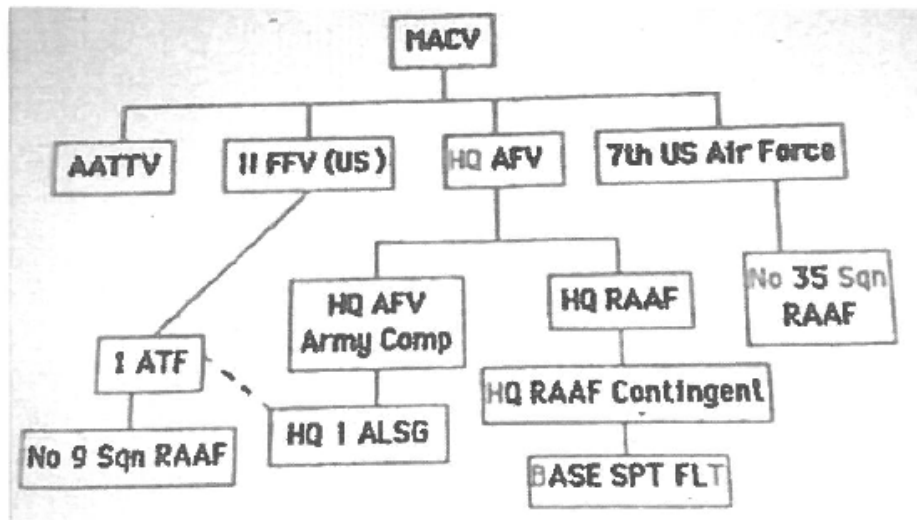 MACV
AATTV
II FFV (US)
HQ AFV
7th US Air Force
HQ AFV
Army Comp
HQ RAAF
No 35 Sqn
RAAF
1 ATF
HQ RAAF Contingent
HQ 1 ALSG
No 9 Sqn RAAF
BASE SPT FLT